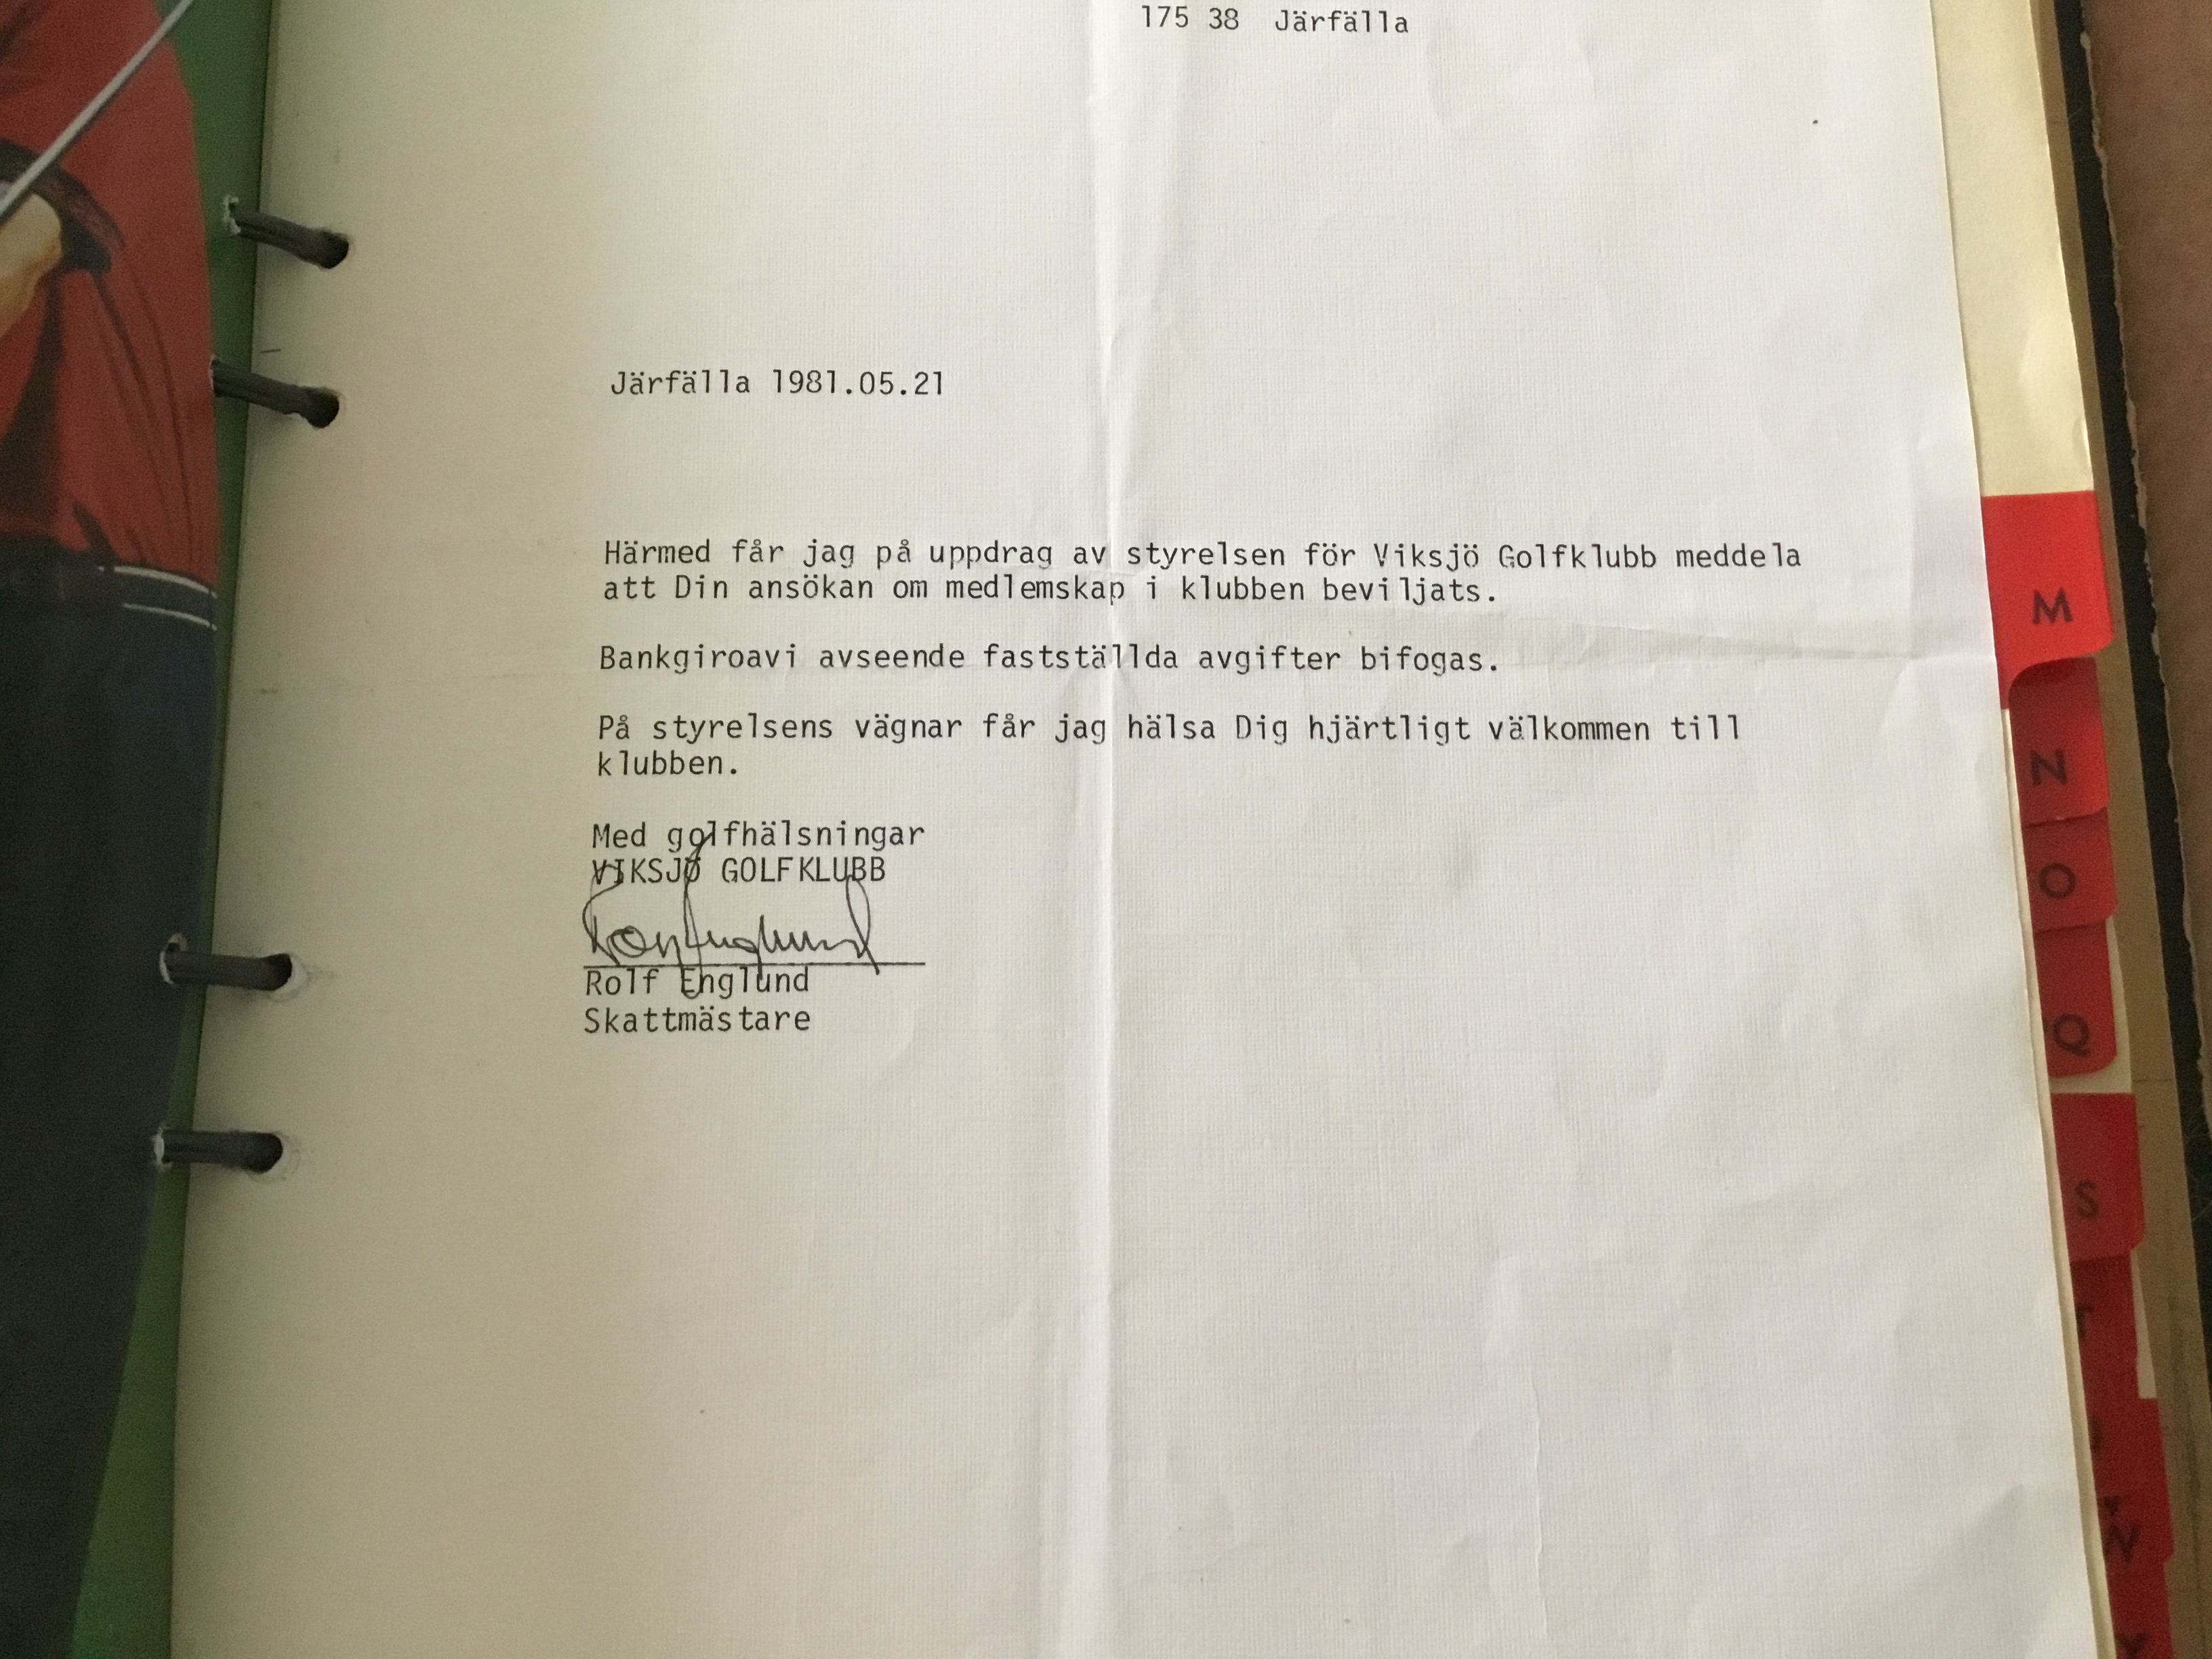 175 38 Järfälla
Järfälla 1981.05.21
Härmed får jag på uppdrag av styrelsen för Viksjö Golfklubb meddela
att Din ansökan om medlemskap i klubben beviljats.
Bankgiroavi avseende fastställda avgifter bifogas.
På styrelsens vägnar får jag hälsa Dig hjärtligt välkommen till
klubben.
Med golfhälsningar
VIKSJÖ GOLFKLUBB
Rolf Englund
Rolf Englund
Skattmästare
M
N
O
Q
S
T